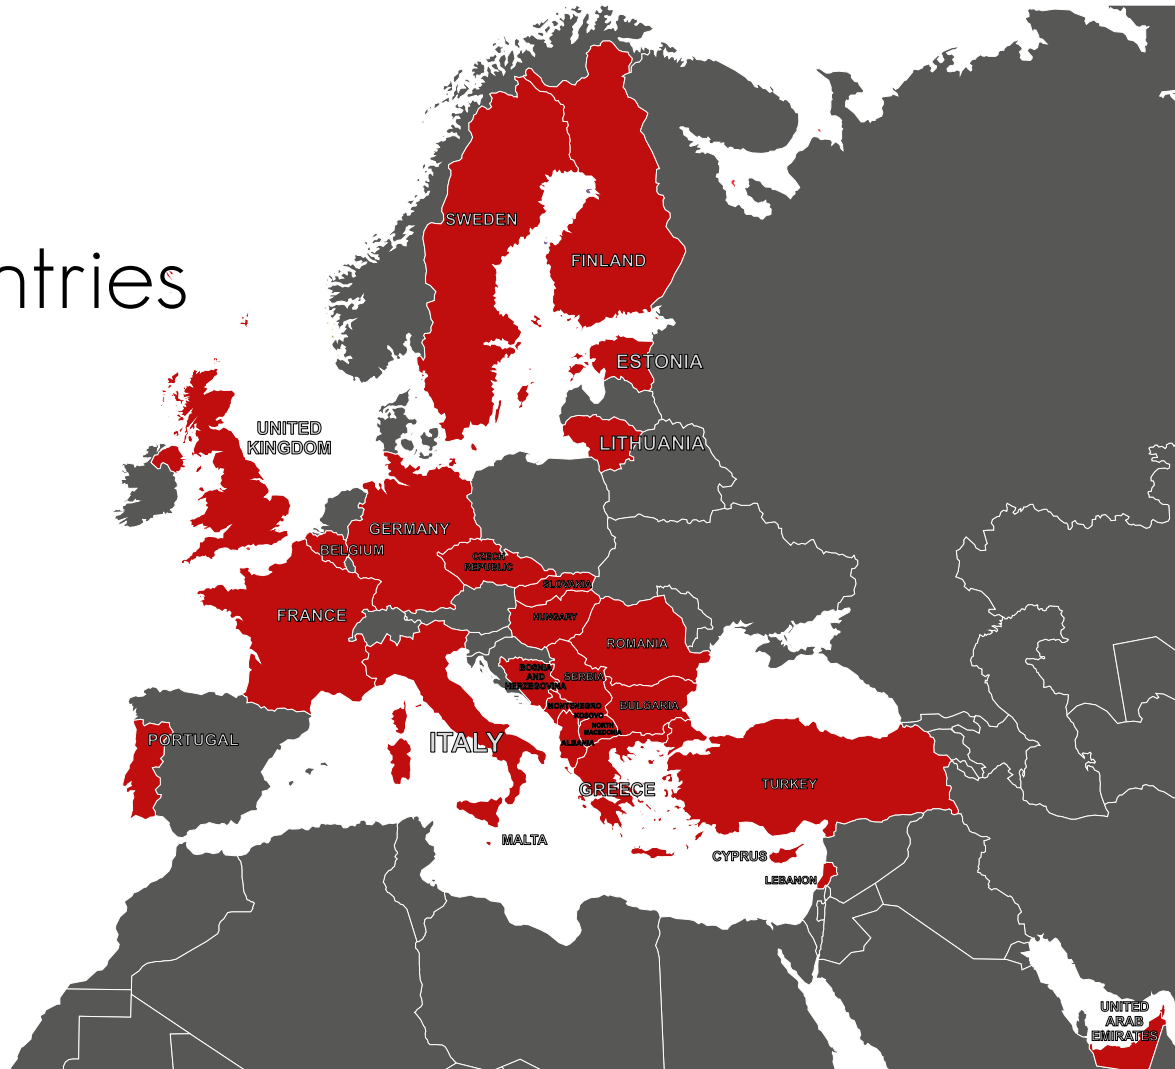 SWEDEN
FINLAND
ntries
ESTONIA
UNITED
KINGDOM
LITHUANIA
GERMANY
BELGIUM
CZECH
REPUBLIC
SLOVAKIA
FRANCE
HUNGARY
ROMANIA
BOSNIA
AND
HERZEGOVINA
SERBIA
MONTENEGRO
BULGARIA
KOSOVO
NORTH
MACEDONIA
PORTUGAL
ITALY
ALBANIA
TURKEY
GREECE
MALTA
CYPRUS
LEBANON
UNITED
ARAB
EMIRATES